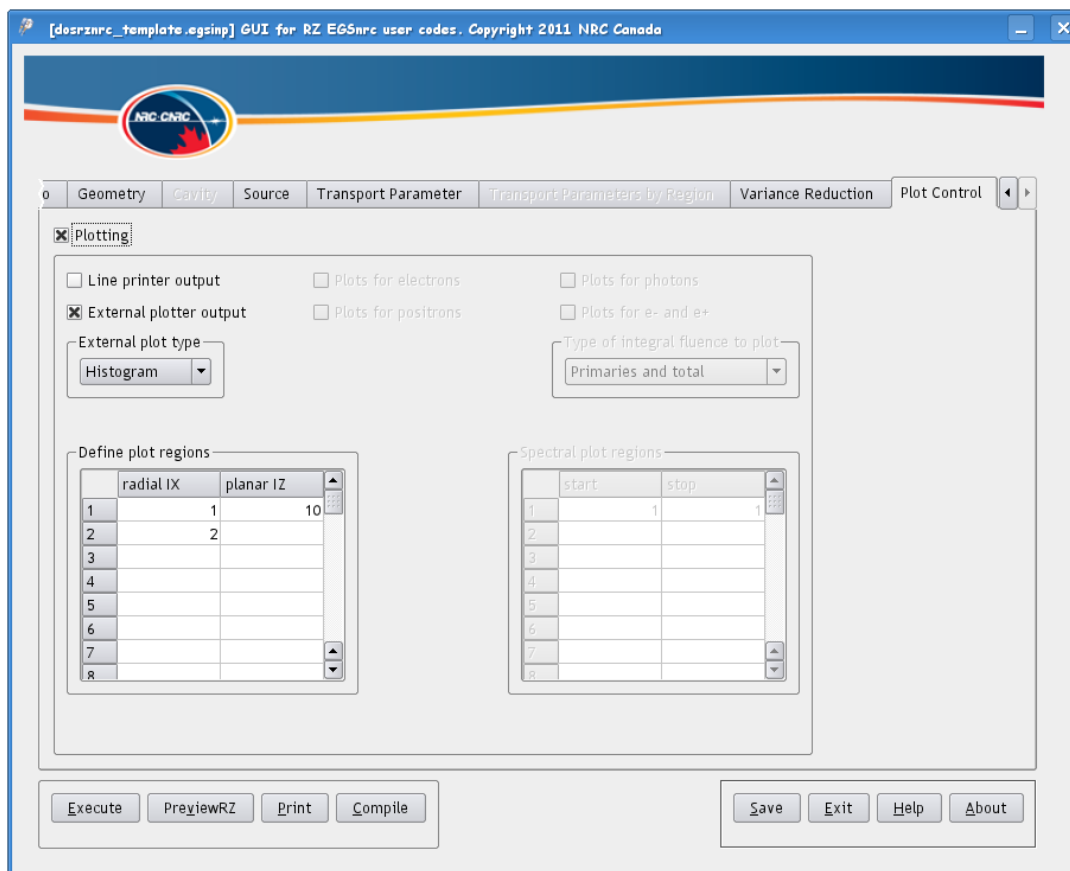 [dosrznrc_template.egsinp] GUI for RZ EGSnrc user codes. Copyright 2011 NRC Canada
NRC·CNRC
o Geometry Cavity Source Transport Parameter Transport Parameters by Region Variance Reduction Plot Control
Plotting
Line printer output Plots for electrons Plots for photons
External plotter output Plots for positrons Plots for e- and e+
External plot type Type of integral fluence to plot
Histogram Primaries and total
Define plot regions Spectral plot regions
radial IX planar IZ start stop
1 1 10 1 1 1
2 2 2
3 3
4 4
5 5
6 6
7 7
8 8
Execute PreviewRZ Print Compile Save Exit Help About